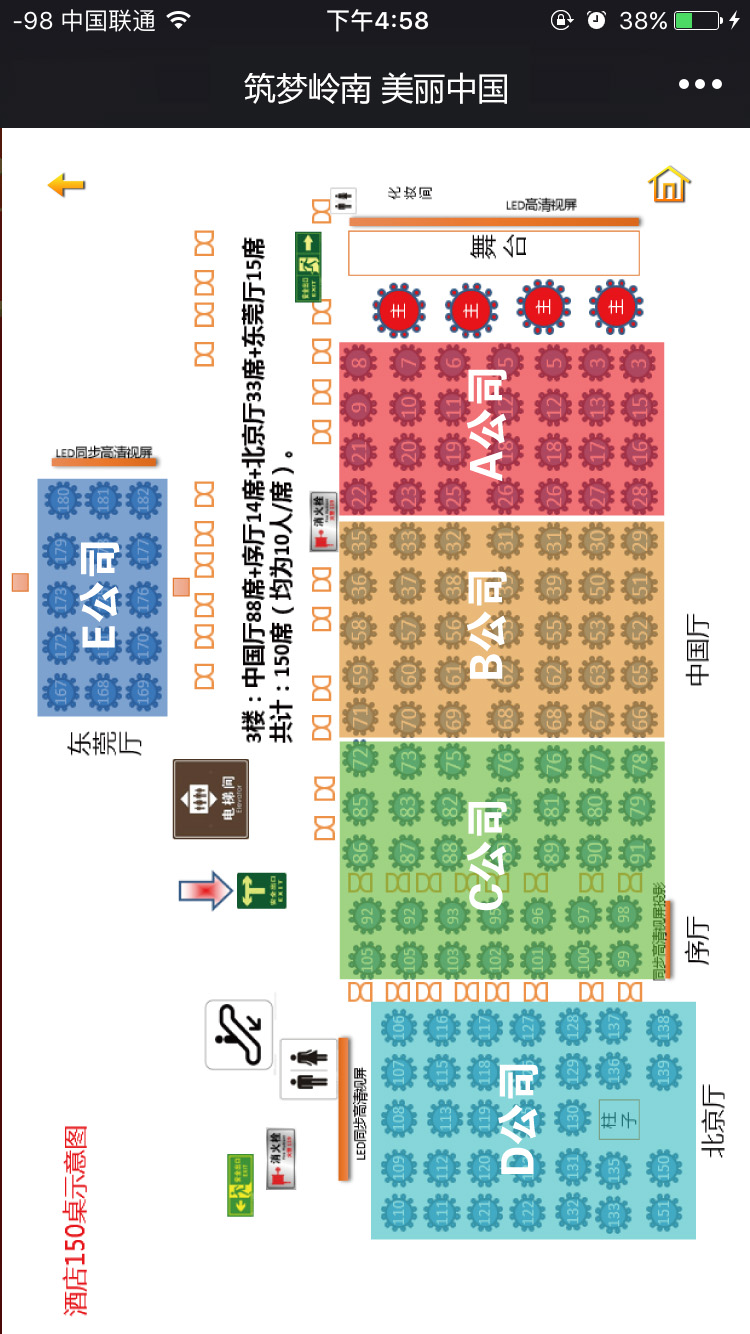 酒店150桌示意图
东莞厅
167 172 173 179 180
168 181
169 170 176 177 182
E公司
LED同步高清视屏
电梯间
Elevator
安全出口
EXIT
安全出口
EXIT
消火栓
3楼：中国厅88席+序厅14席+北京厅33席+东莞厅15席
共计：150席（均为10人/席）。
消火栓
安全出口
EXIT
LED同步高清视屏
110 109 108 107 106
111 112 113 115 116
121 120 119 118
122 127
132 131 130 129 128
133 135 柱子 136 137
151 150 139 138
D公司
北京厅
105 92 86 85 72
105 92 87 83 73
103 93 88 82 75
102 95 76
101 96 89 81 76
100 97 90 80 77
99 98 91 79 78
C公司
同步高清视屏投影
序厅
71 59 58 36 35
70 60 57 37 33
69 61 56 38 32
68
68 62 53 39 31
67 63 53 50 30
66 65 52 51 29
B公司
中国厅
22 21 9 8
23 20 10 7
25 19 11 6
26 18 12 5
26 18 12 5
27 17 13 3
28 16 15 3
A公司
主
主
主
主
舞台
化妆间
LED高清视屏
-98 中国联通
下午4:58
38%
筑梦岭南 美丽中国